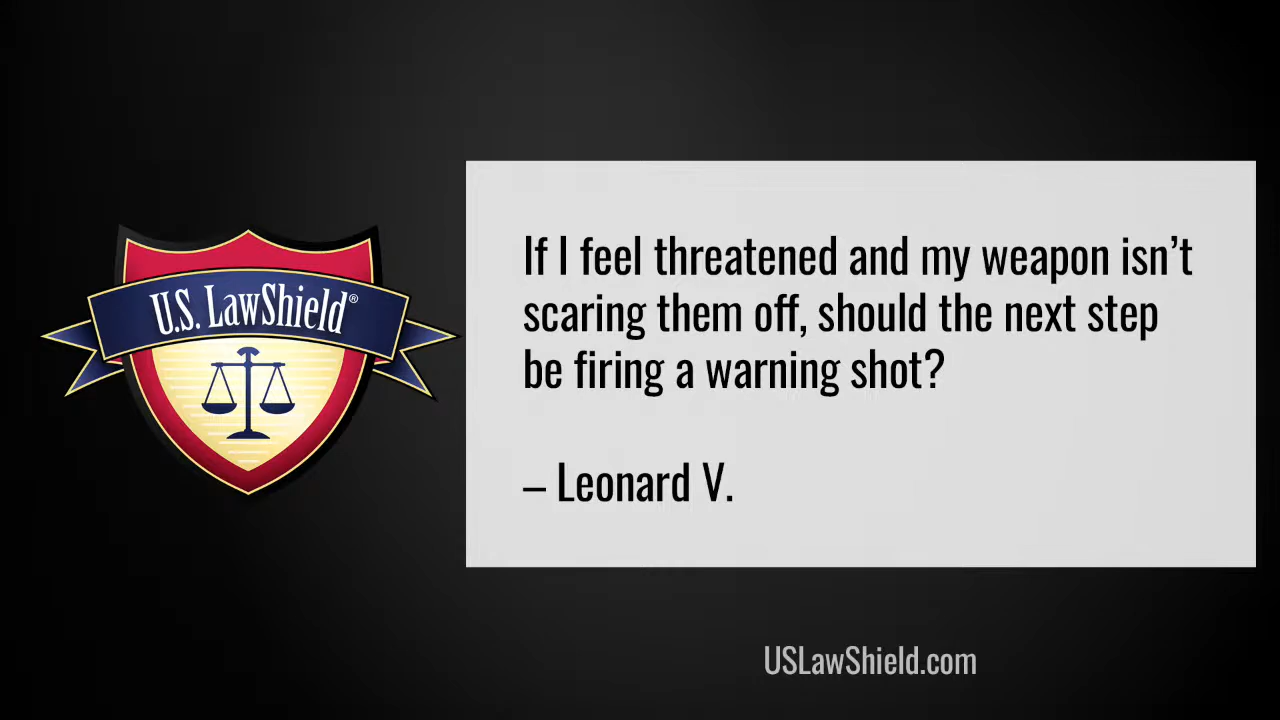 U.S. LawShield®
If I feel threatened and my weapon isn’t
scaring them off, should the next step
be firing a warning shot?
– Leonard V.
USLawShield.com